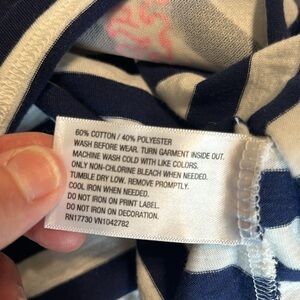 60% COTTON / 40% POLYESTER
WASH BEFORE WEAR. TURN GARMENT INSIDE OUT.
MACHINE WASH COLD WITH LIKE COLORS.
ONLY NON-CHLORINE BLEACH WHEN NEEDED.
TUMBLE DRY LOW. REMOVE PROMPTLY.
COOL IRON WHEN NEEDED.
DO NOT IRON ON PRINT LABEL.
DO NOT IRON ON DECORATION.
RN17730 VN1042782